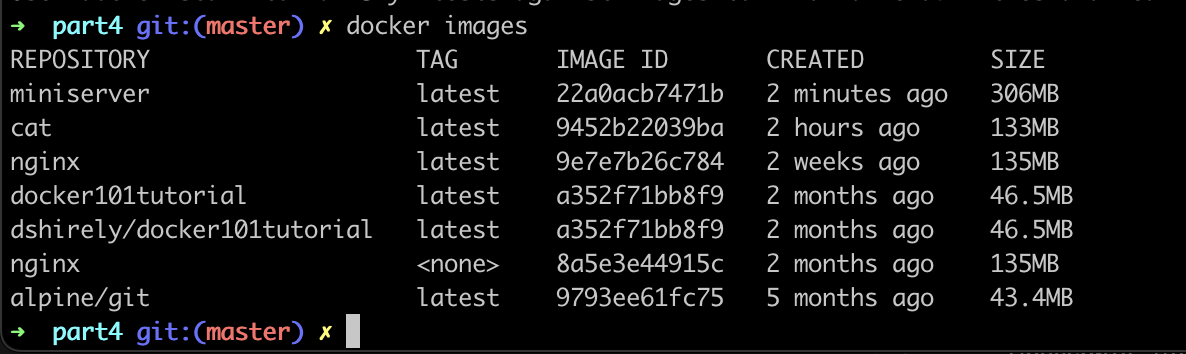 ➜ part4 git:(master) ✗ docker images
REPOSITORY TAG IMAGE ID CREATED SIZE
miniserver latest 22a0acb7471b 2 minutes ago 306MB
cat latest 9452b22039ba 2 hours ago 133MB
nginx latest 9e7e7b26c784 2 weeks ago 135MB
docker101tutorial latest a352f71bb8f9 2 months ago 46.5MB
dshirely/docker101tutorial latest a352f71bb8f9 2 months ago 46.5MB
nginx <none> 8a5e3e44915c 2 months ago 135MB
alpine/git latest 9793ee61fc75 5 months ago 43.4MB
➜ part4 git:(master) ✗